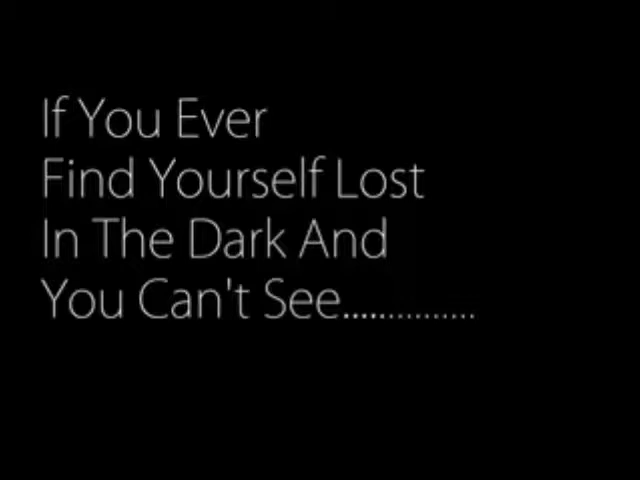 If You Ever
Find Yourself Lost
In The Dark And
You Can't See...............